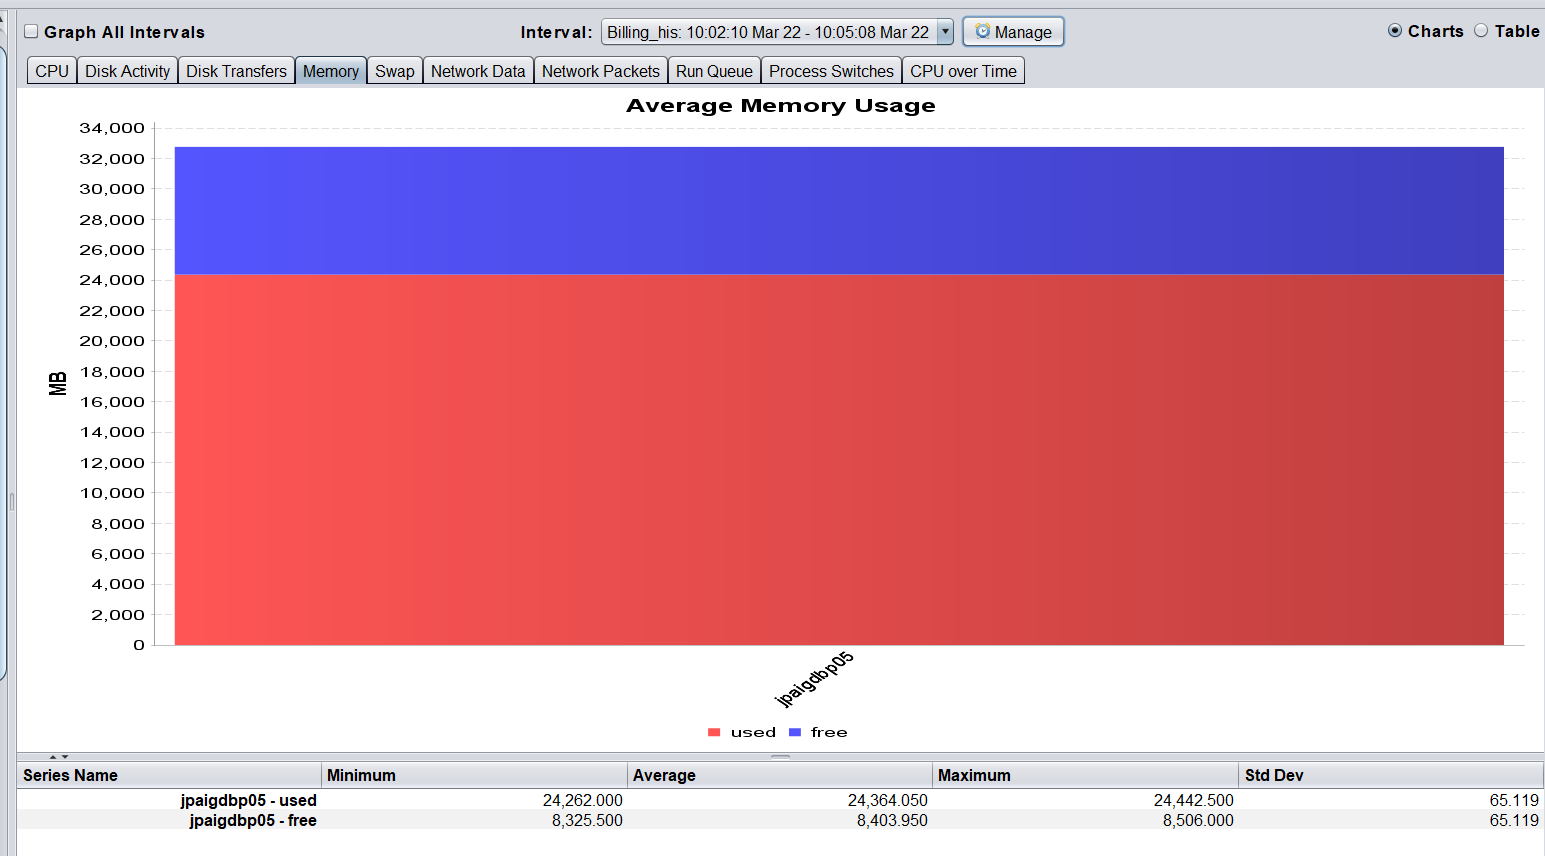 Graph All Intervals Interval: Billing_his: 10:02:10 Mar 22 - 10:05:08 Mar 22 Manage Charts Table
CPU Disk Activity Disk Transfers Memory Swap Network Data Network Packets Run Queue Process Switches CPU over Time
Average Memory Usage
34,000
32,000
30,000
28,000
26,000
24,000
22,000
20,000
18,000
16,000
14,000
12,000
10,000
8,000
6,000
4,000
2,000
0
MB
jpaigdbp05
used free
Series Name Minimum Average Maximum Std Dev
jpaigdbp05 - used 24,262.000 24,364.050 24,442.500 65.119
jpaigdbp05 - free 8,325.500 8,403.950 8,506.000 65.119